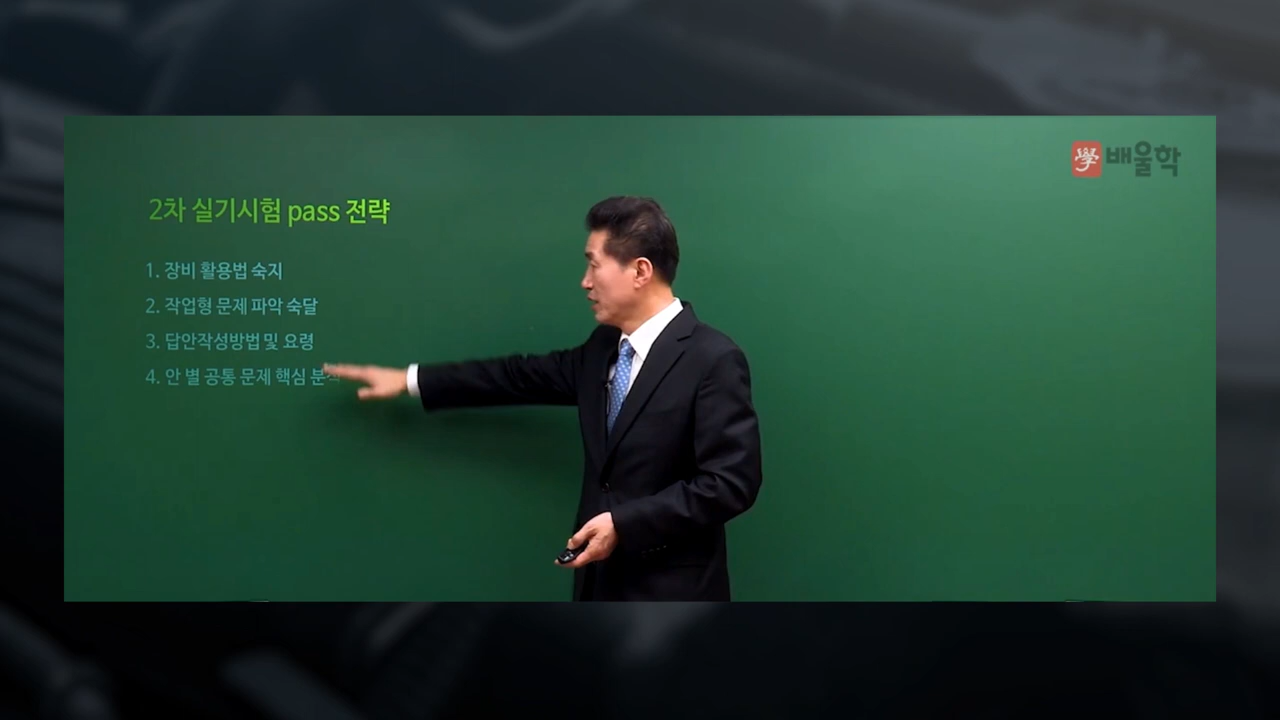 學 배울학
2차 실기시험 pass 전략
1. 장비 활용법 숙지
2. 작업형 문제 파악 숙달
3. 답안작성방법 및 요령
4. 안 별 공통 문제 핵심